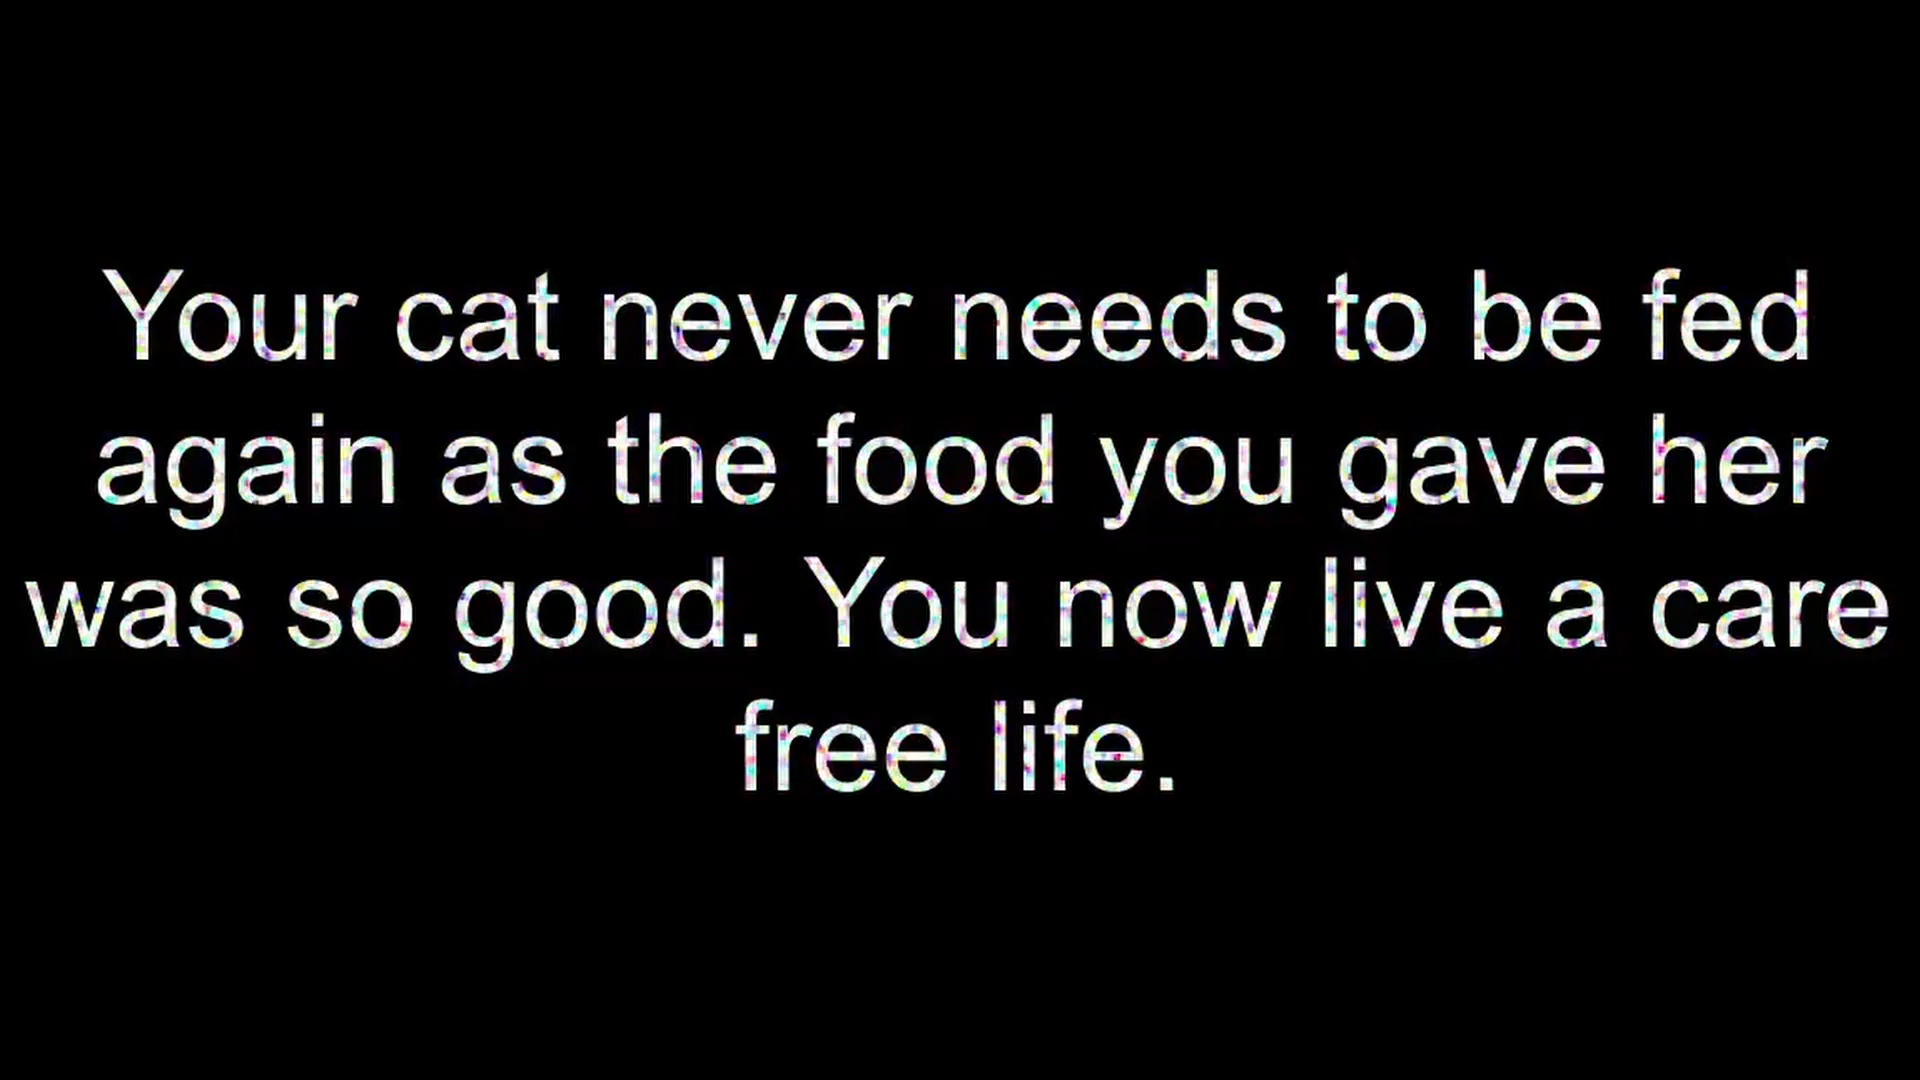 Your cat never needs to be fed
again as the food you gave her
was so good. You now live a care
free life.